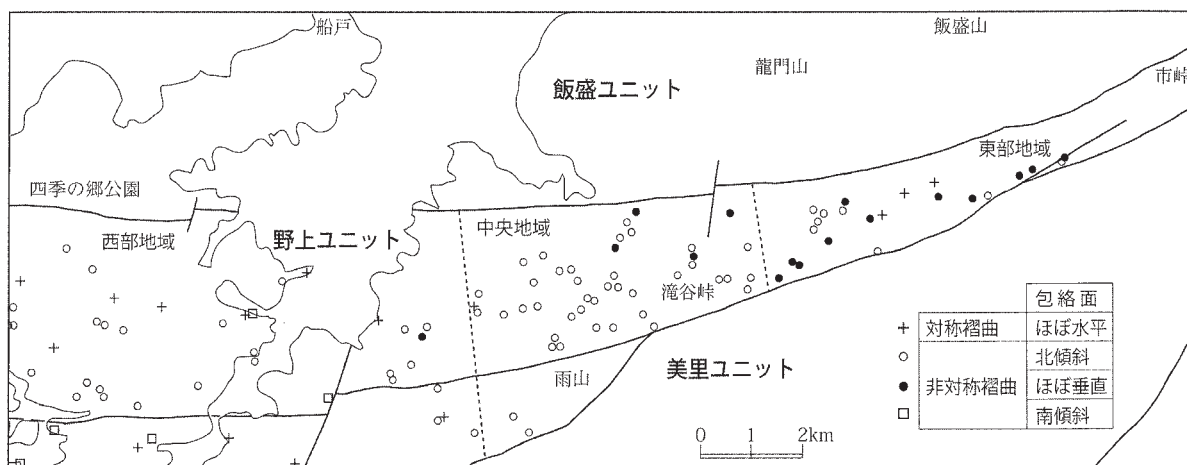 船戸
飯盛山
龍門山
市峠
飯盛ユニット
東部地域
四季の郷公園
西部地域
野上ユニット
中央地域
滝谷峠
雨山
美里ユニット
包絡面
対称褶曲 ほぼ水平
北傾斜
非対称褶曲 ほぼ垂直
南傾斜
0 1 2km